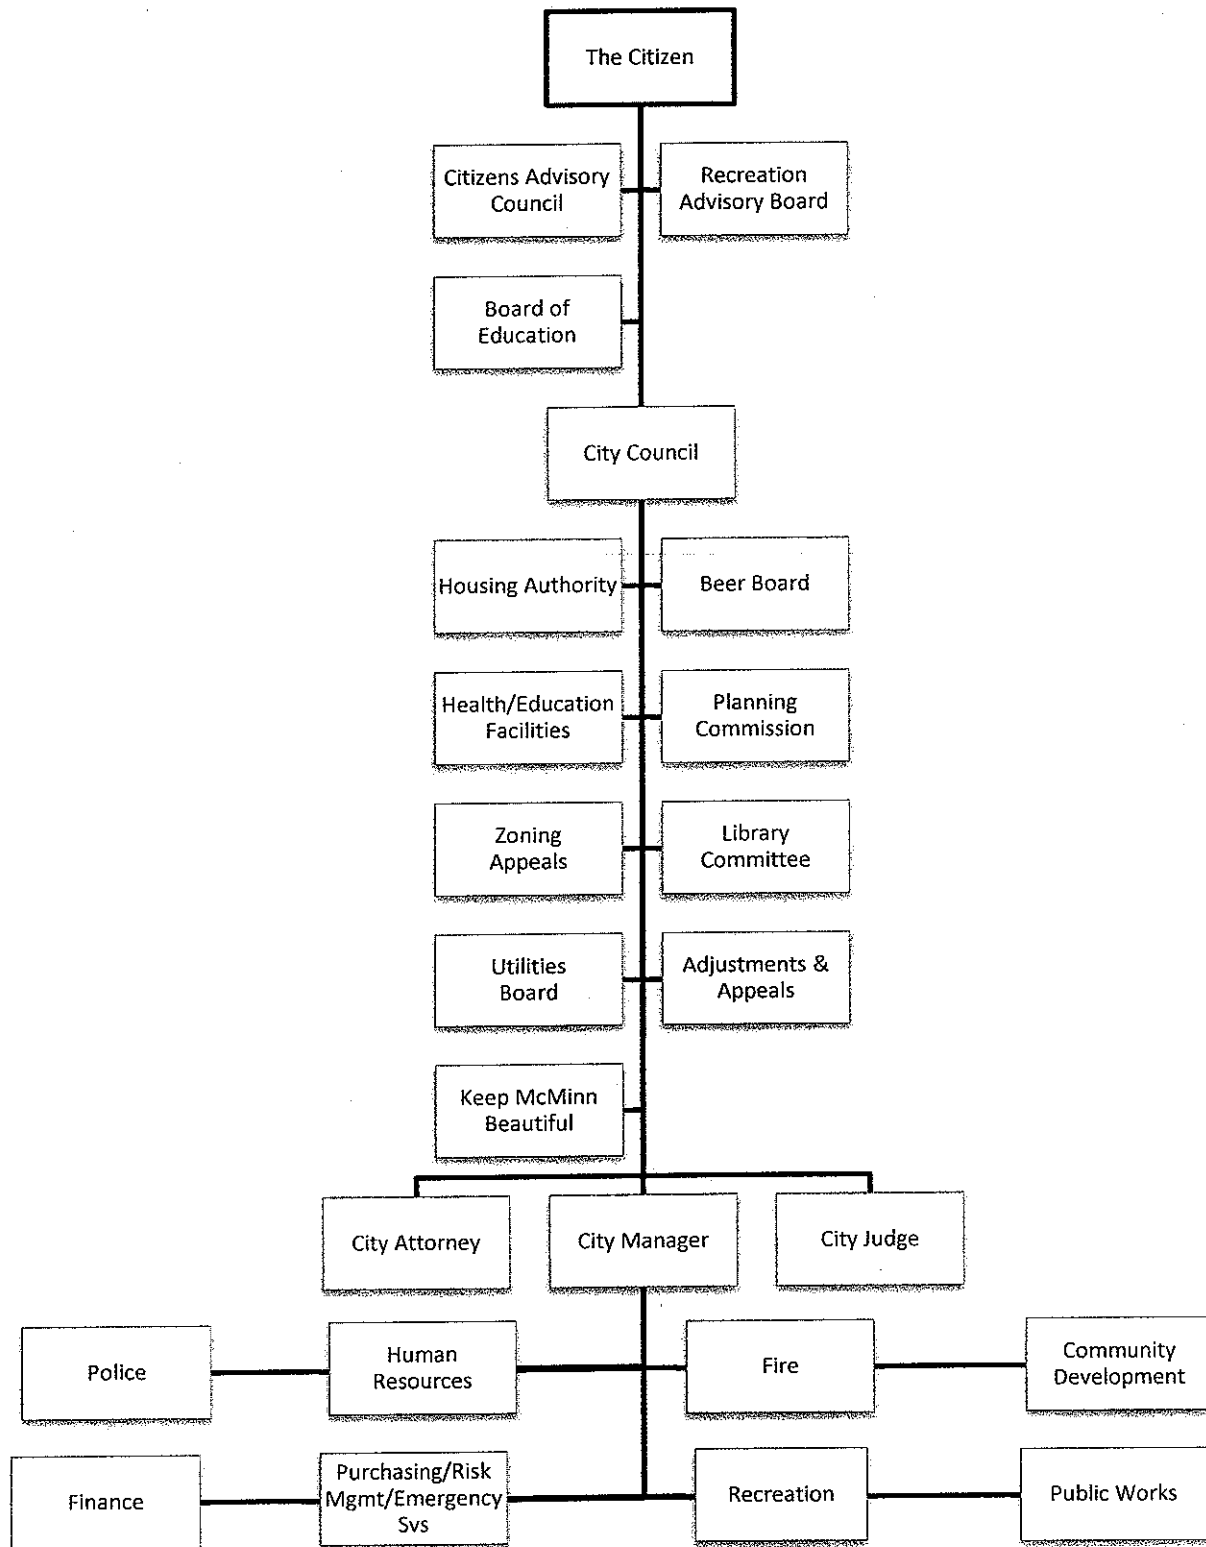 The Citizen
Citizens Advisory
Council
Recreation
Advisory Board
Board of
Education
City Council
Housing Authority
Beer Board
Health/Education
Facilities
Planning
Commission
Zoning
Appeals
Library
Committee
Utilities
Board
Adjustments &
Appeals
Keep McMinn
Beautiful
City Attorney
City Manager
City Judge
Police
Human
Resources
Fire
Community
Development
Finance
Purchasing/Risk
Mgmt/Emergency
Svs
Recreation
Public Works